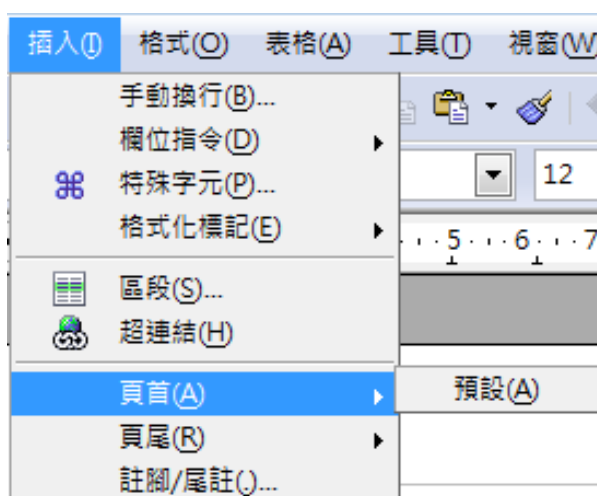 插入(I) 格式(O) 表格(A) 工具(T) 視窗(W)
手動換行(B)...
欄位指令(D)
12
特殊字元(P)...
格式化標記(E)
5 6 7
區段(S)...
超連結(H)
頁首(A)
預設(A)
頁尾(R)
註腳/尾註(.)...